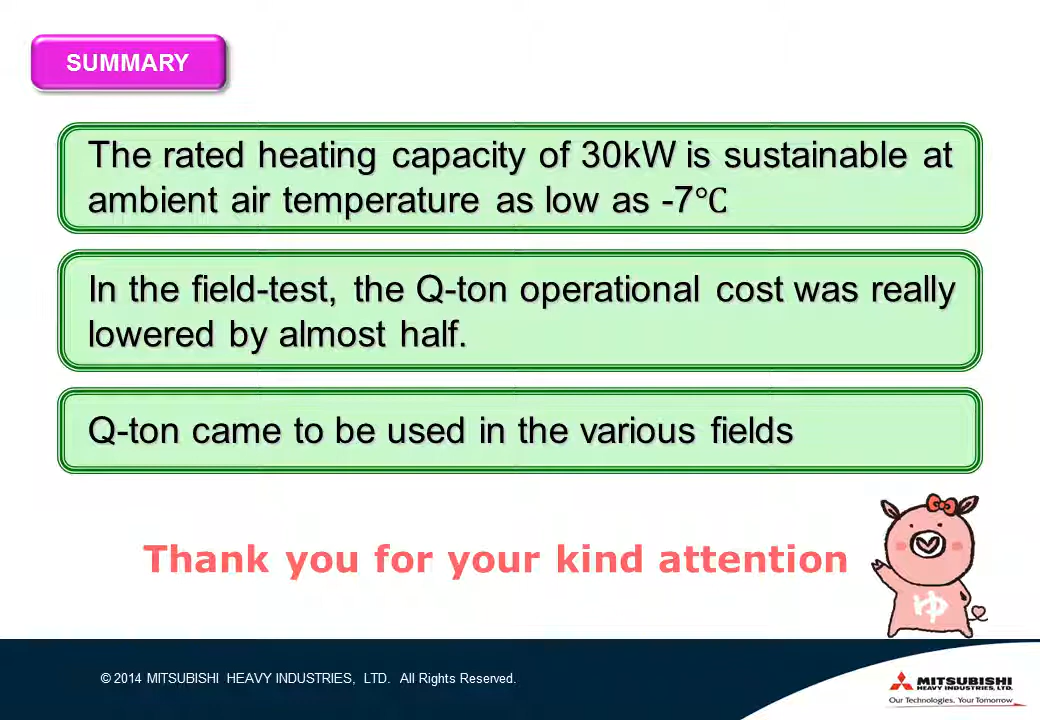 SUMMARY
The rated heating capacity of 30kW is sustainable at
ambient air temperature as low as -7℃
In the field-test, the Q-ton operational cost was really
lowered by almost half.
Q-ton came to be used in the various fields
Thank you for your kind attention
ゆ
© 2014 MITSUBISHI HEAVY INDUSTRIES, LTD. All Rights Reserved.
MITSUBISHI
HEAVY INDUSTRIES, LTD.
Our Technologies, Your Tomorrow